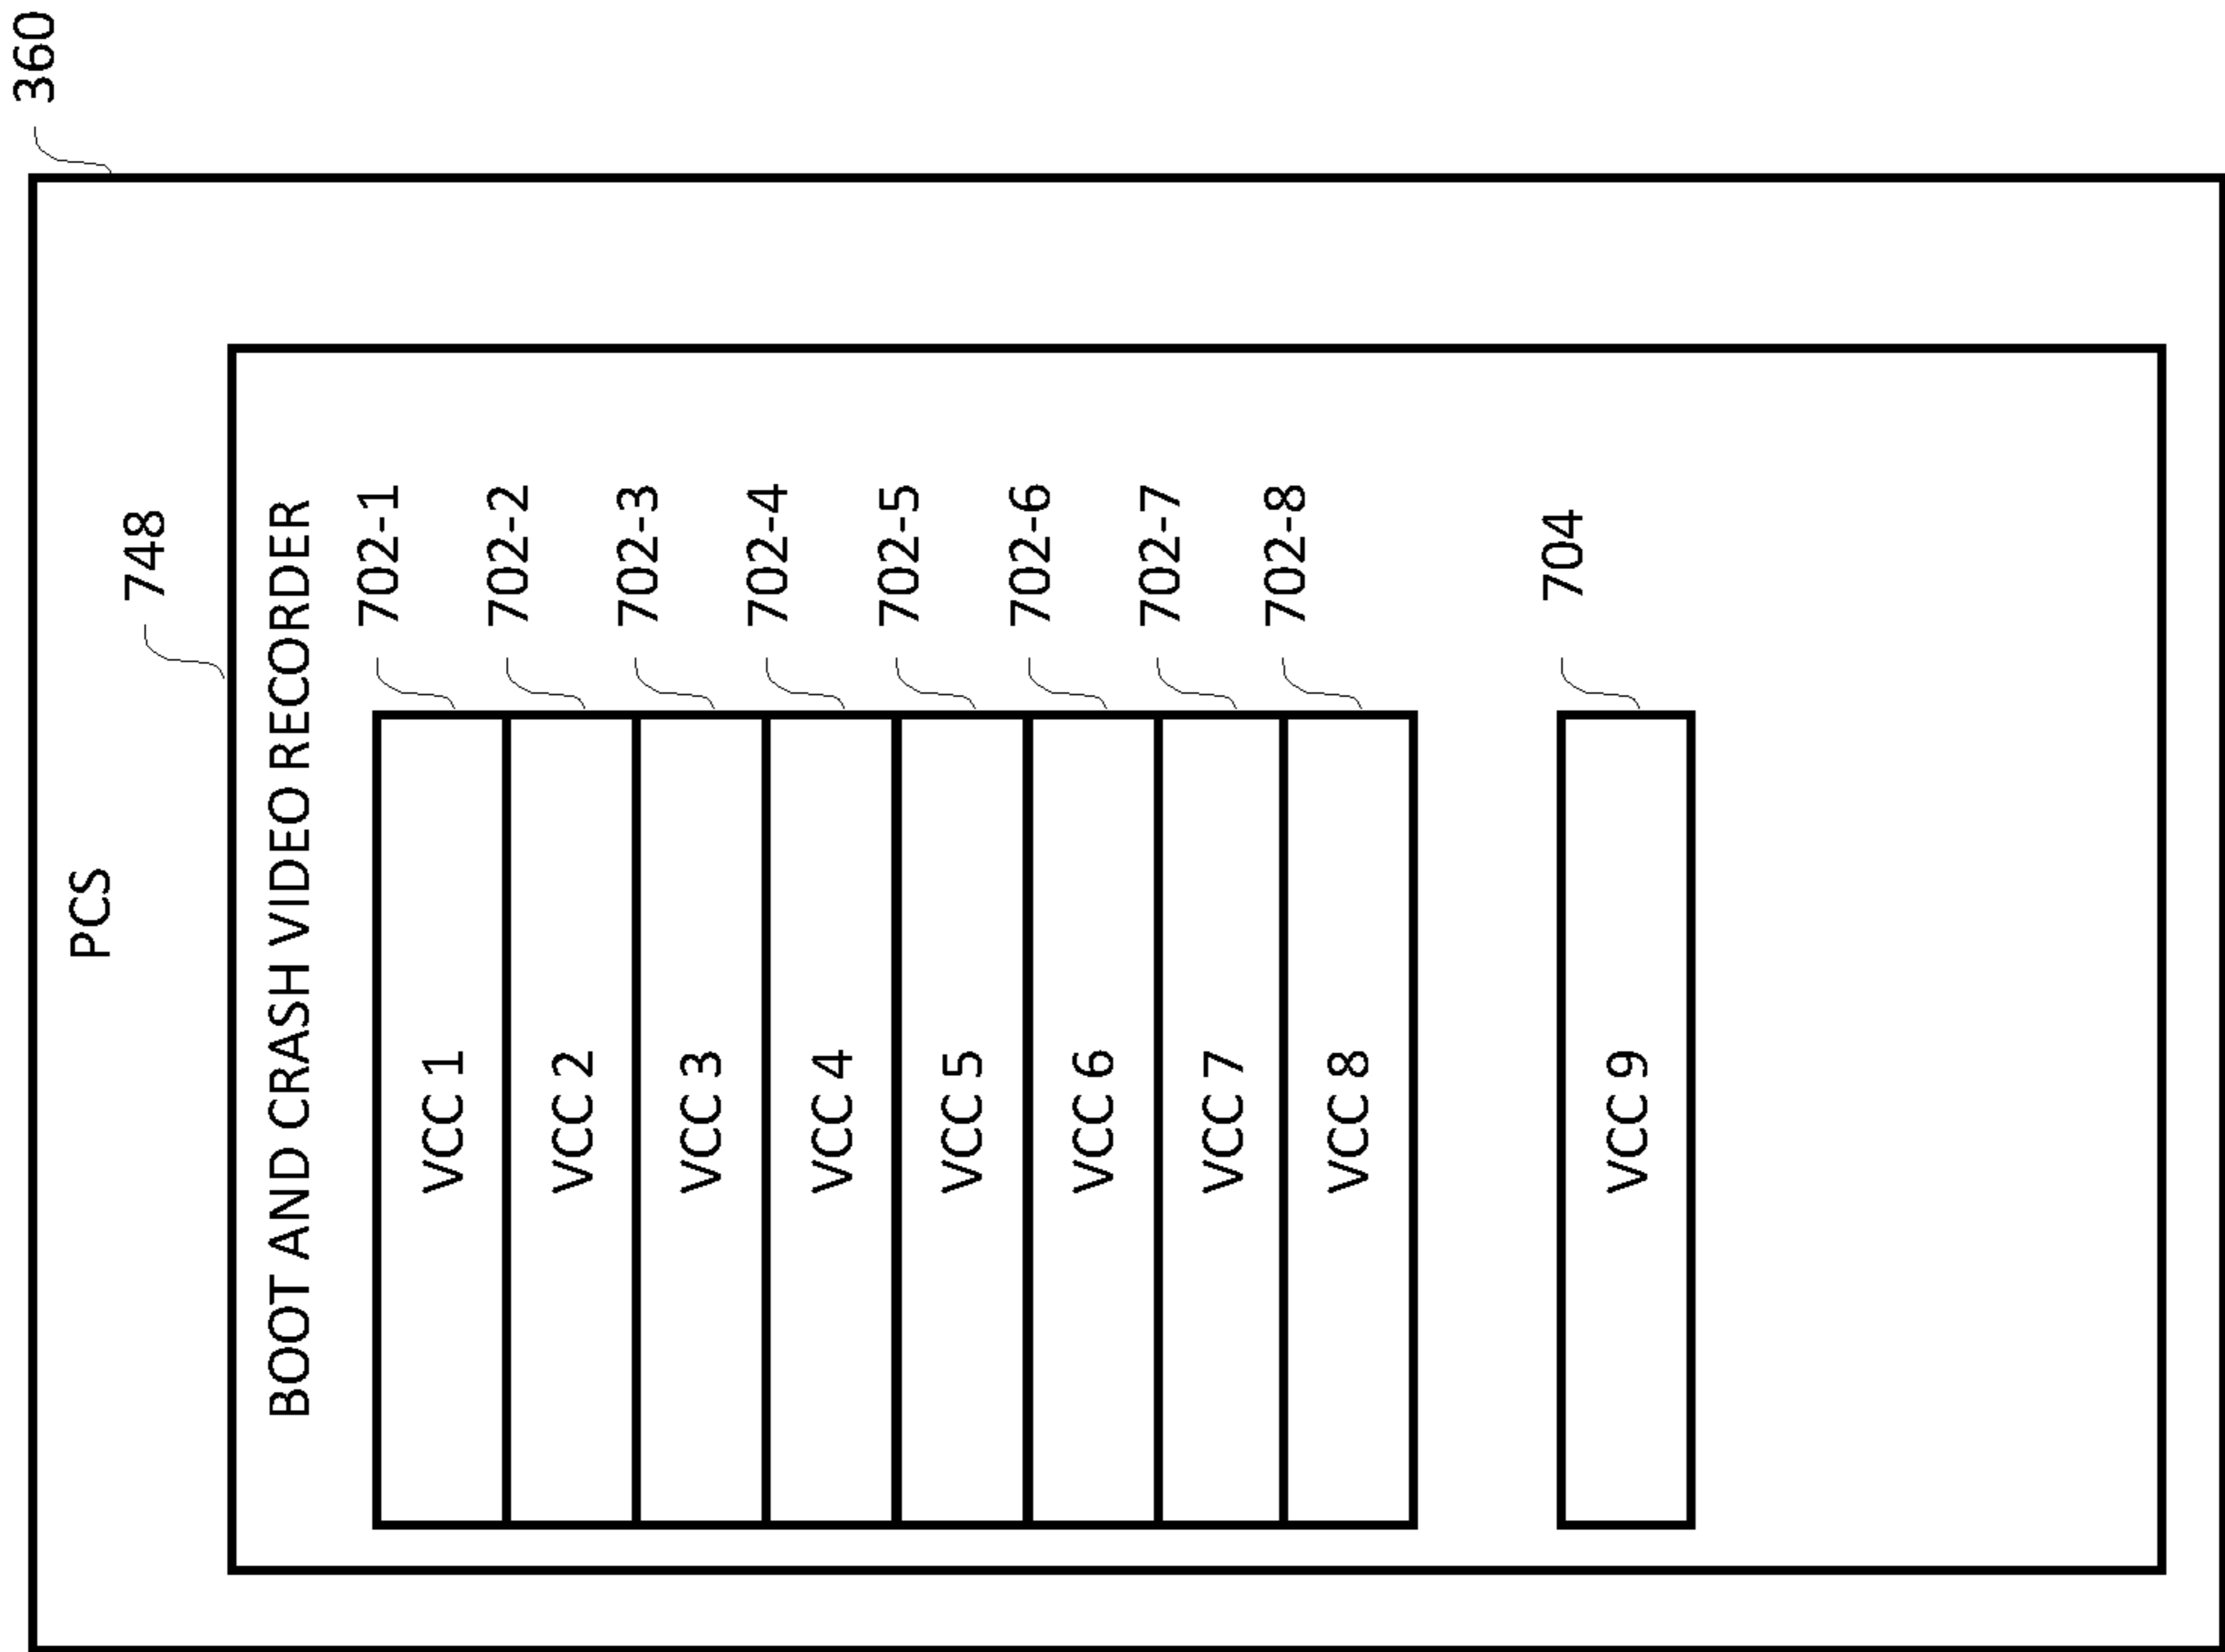 360
PCS
748
BOOT AND CRASH VIDEO RECORDER
VCC 1 702-1
VCC 2 702-2
VCC 3 702-3
VCC 4 702-4
VCC 5 702-5
VCC 6 702-6
VCC 7 702-7
VCC 8 702-8
VCC 9 704